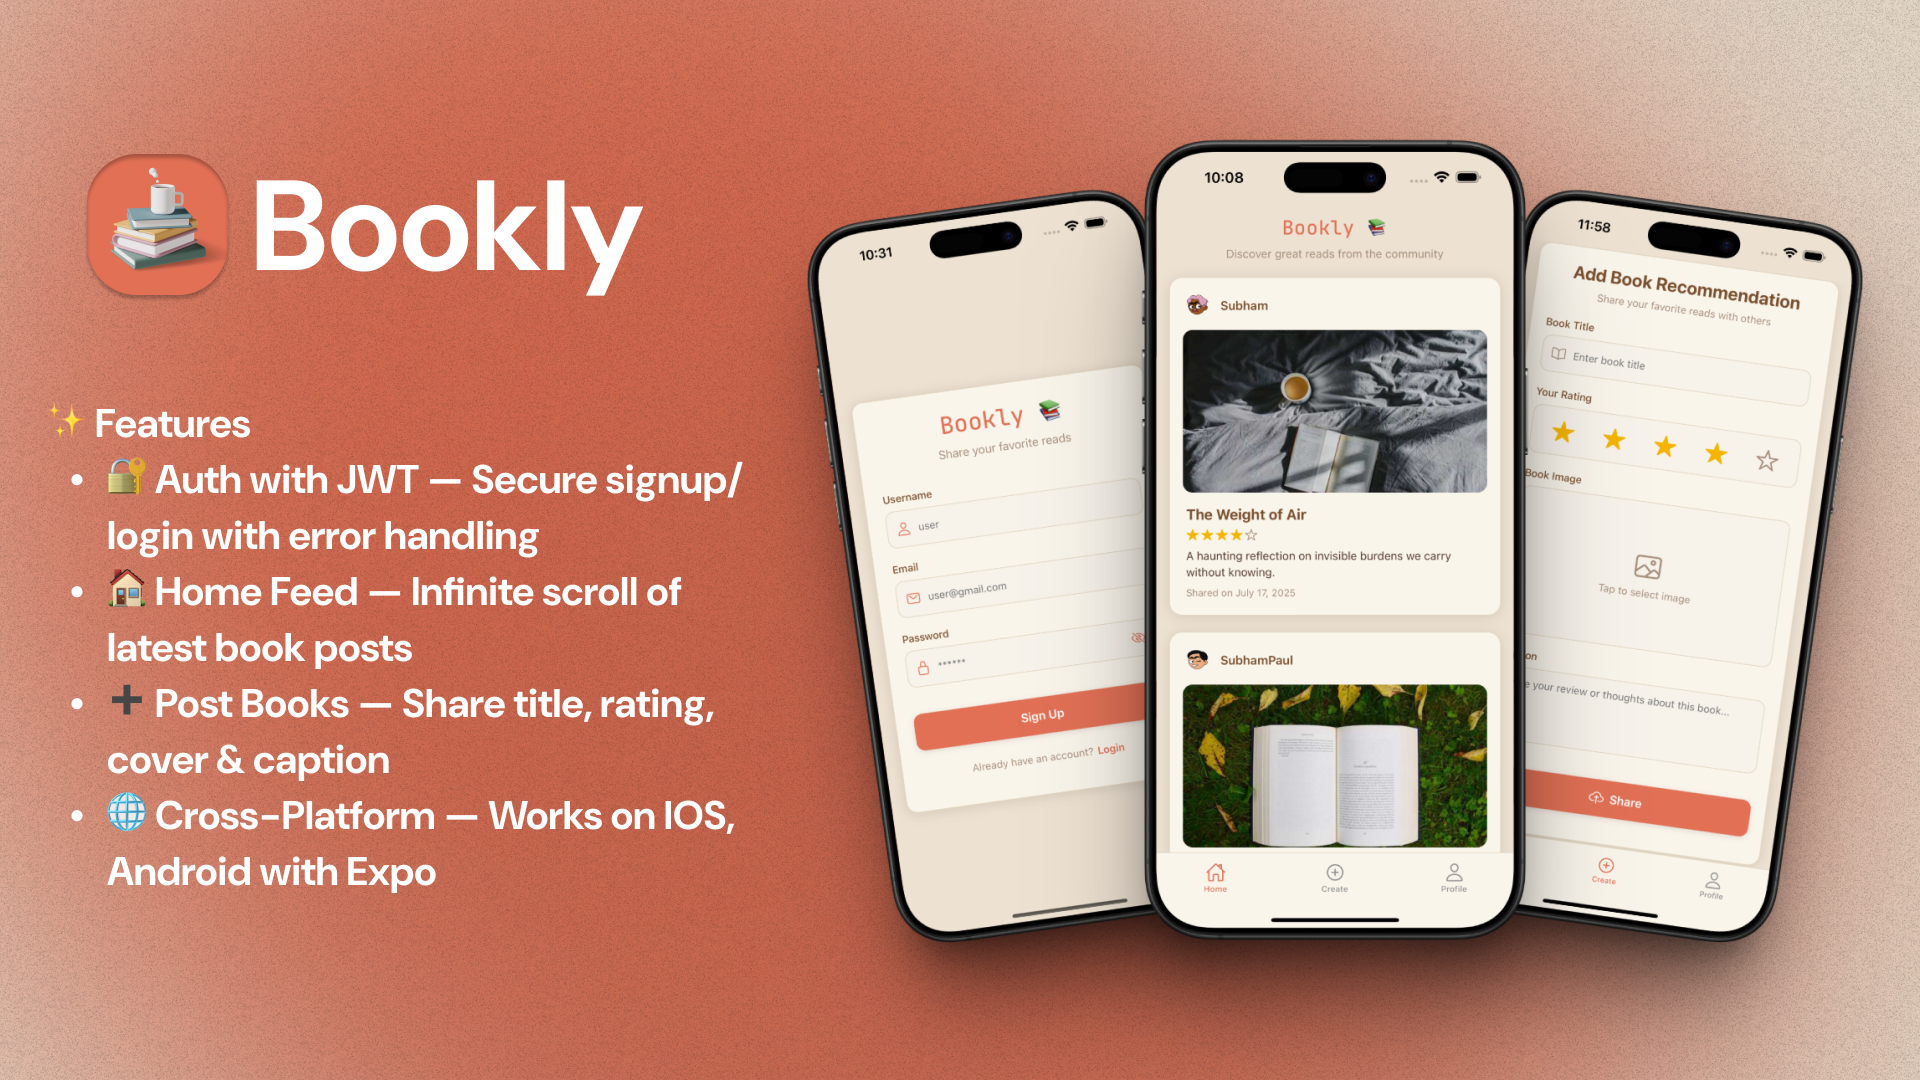 Bookly
✨ Features
• 🔐 Auth with JWT — Secure signup/
login with error handling
• 🏠 Home Feed — Infinite scroll of
latest book posts
• ➕ Post Books — Share title, rating,
cover & caption
• 🌐 Cross-Platform — Works on IOS,
Android with Expo
10:31
Bookly 📚
Share your favorite reads
Username
user
Email
user@gmail.com
Password
••••••
Sign Up
Already have an account? Login
10:08
Bookly 📚
Discover great reads from the community
Subham
The Weight of Air
★★★★☆
A haunting reflection on invisible burdens we carry
without knowing.
Shared on July 17, 2025
SubhamPaul
Home Create Profile
11:58
Add Book Recommendation
Share your favorite reads with others
Book Title
Enter book title
Your Rating
★★★★☆
Book Image
Tap to select image
on
e your review or thoughts about this book...
Share
Create Profile